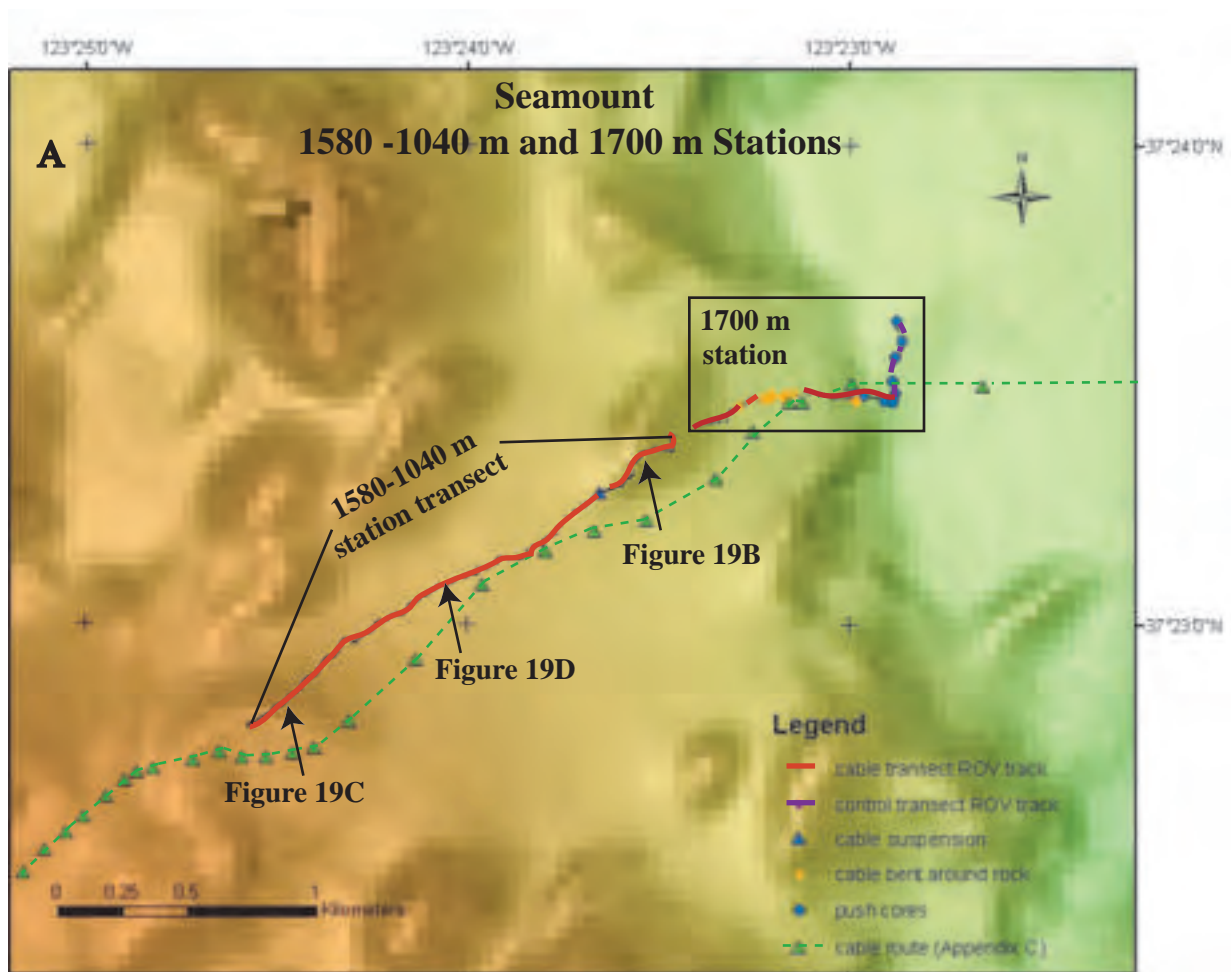 123°25'0"W
123°24'0"W
123°23'0"W
Seamount
1580 -1040 m and 1700 m Stations
A
37°24'0"N
N
1700 m
station
1580-1040 m
station transect
Figure 19B
37°23'0"N
Figure 19D
Figure 19C
Legend
cable transect ROV track
control transect ROV track
cable suspension
cable bent around rock
push cores
cable route (Appendix C)
0 0.25 0.5 1
Kilometers